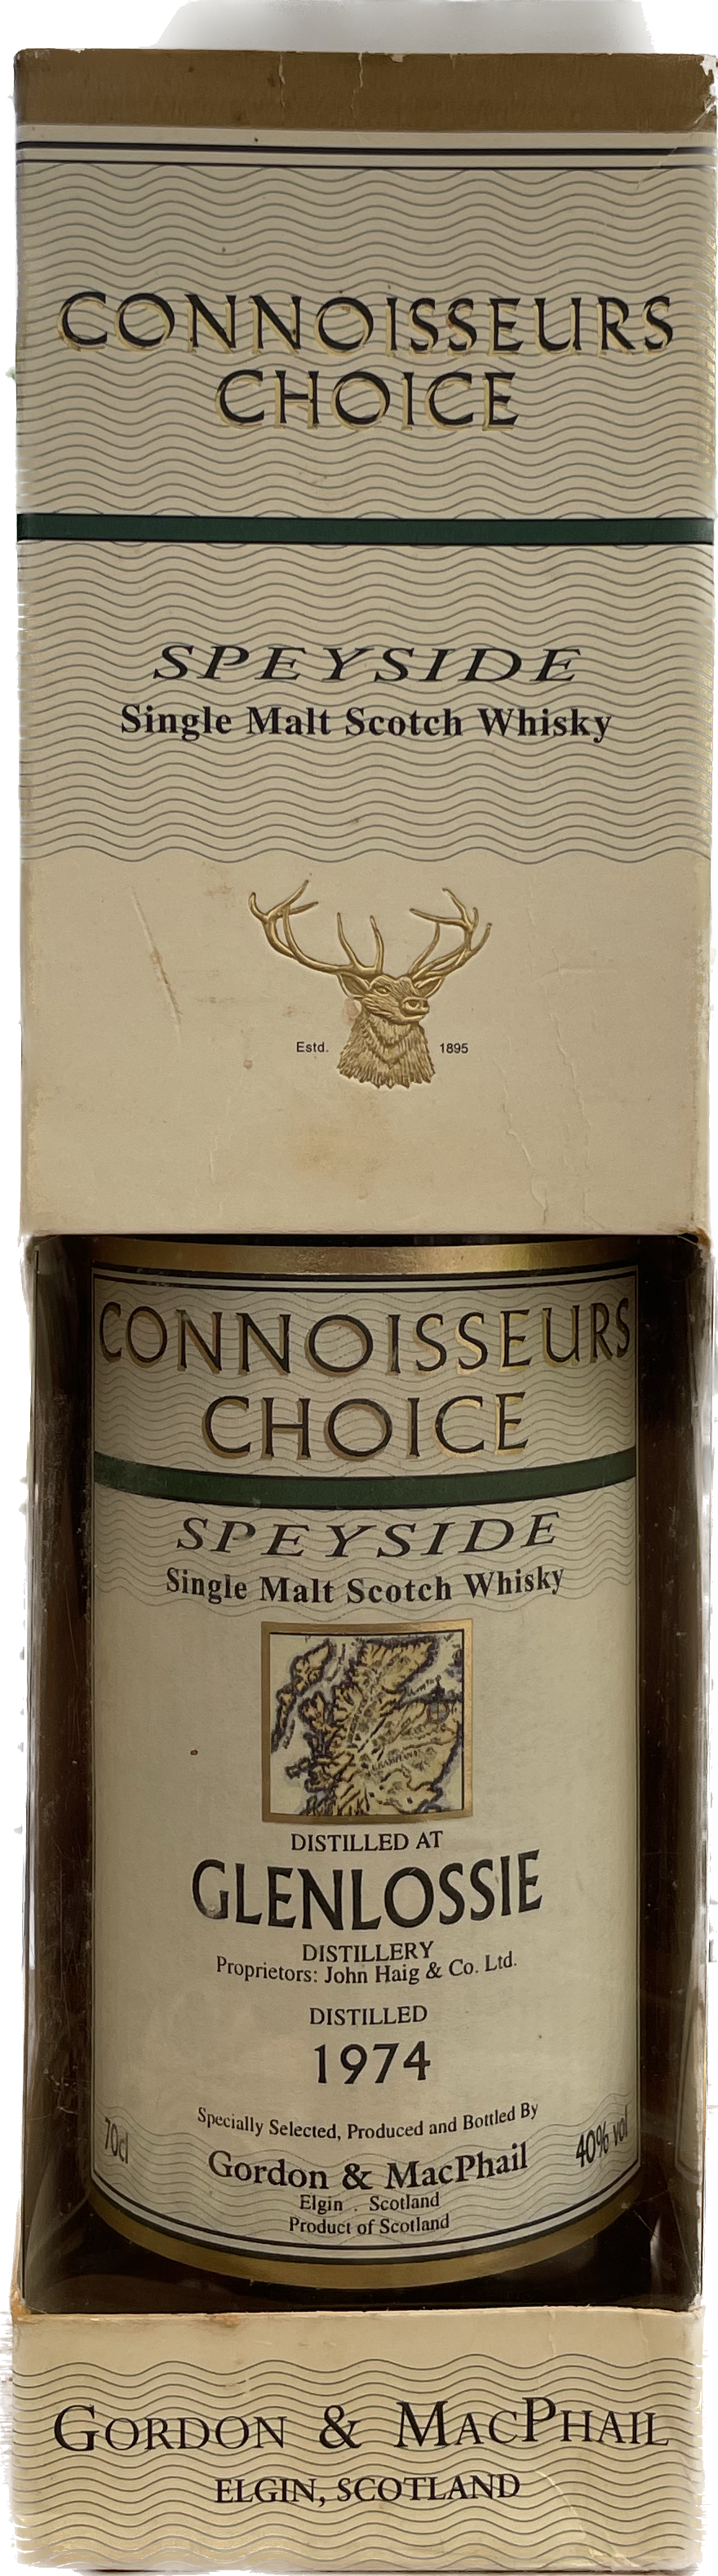 CONNOISSEURS
CHOICE
SPEYSIDE
Single Malt Scotch Whisky
Estd. 1895
CONNOISSEURS
CHOICE
SPEYSIDE
Single Malt Scotch Whisky
DISTILLED AT
GLENLOSSIE
DISTILLERY
Proprietors: John Haig & Co. Ltd.
DISTILLED
1974
Specially Selected, Produced and Bottled By
70cl Gordon & MacPhail 40% vol
Elgin . Scotland
Product of Scotland
GORDON & MACPHAIL
ELGIN, SCOTLAND